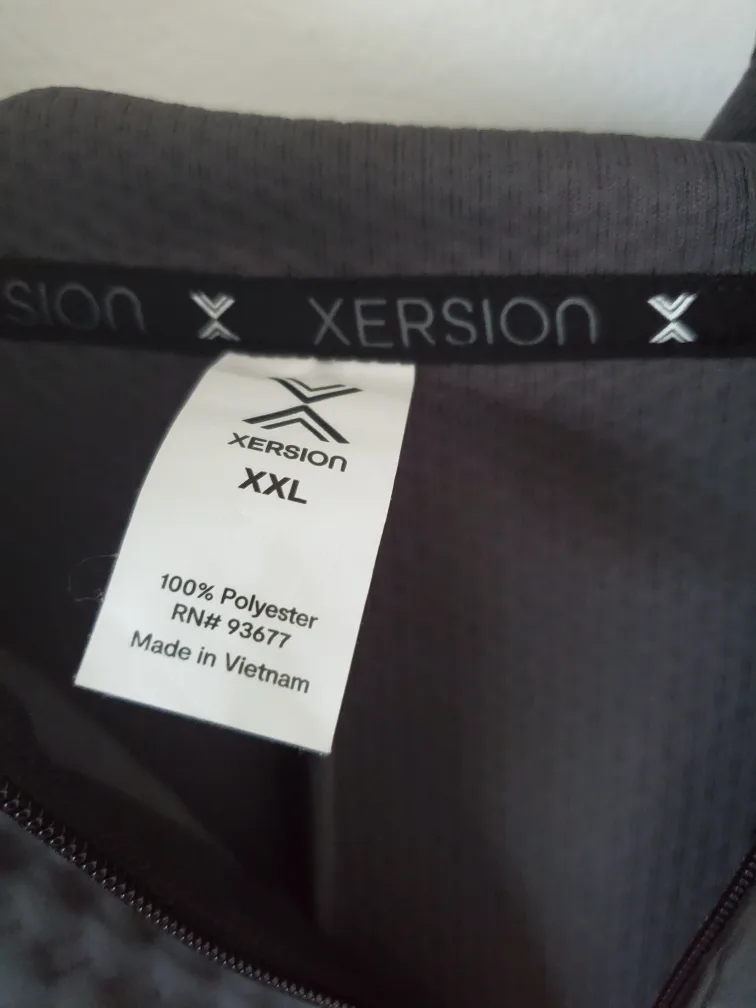 SION XERSION
XERSION
XXL
100% Polyester
RN# 93677
Made in Vietnam